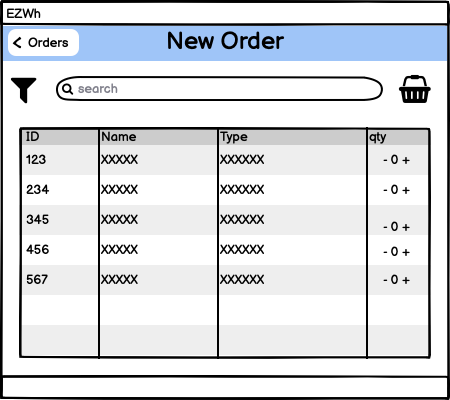 EZWh
Orders
New Order
search
ID Name Type qty
123 XXXXX XXXXXX - 0 +
234 XXXXX XXXXXX - 0 +
345 XXXXX XXXXXX - 0 +
456 XXXXX XXXXXX - 0 +
567 XXXXX XXXXXX - 0 +